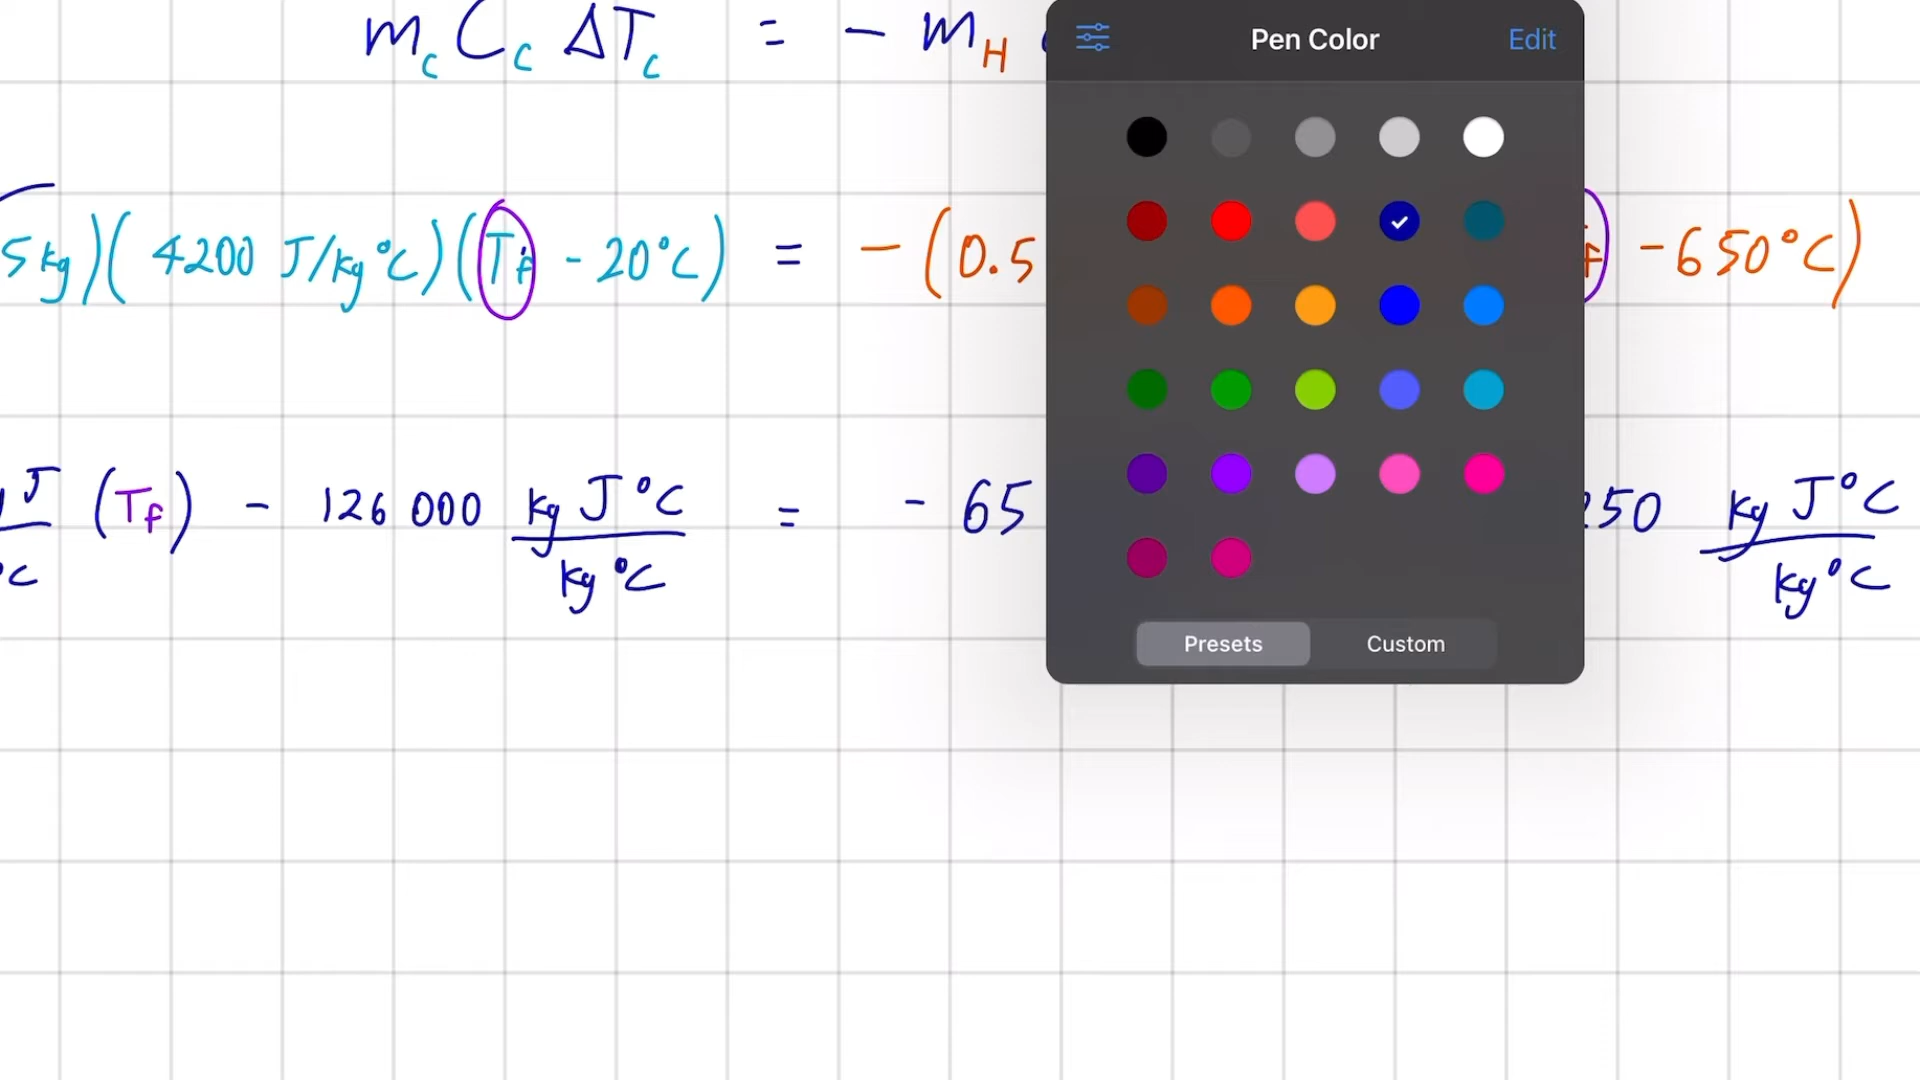 m_c C_c ΔT_c = - m_H
5 kg)(4200 J/kg°C)(T_f - 20°C) = -(0.5
f - 650°C)
J/°C (T_f) - 126 000 kg J°C/kg°C = - 65
250 kg J°C/kg°C
Pen Color
Edit
Presets
Custom